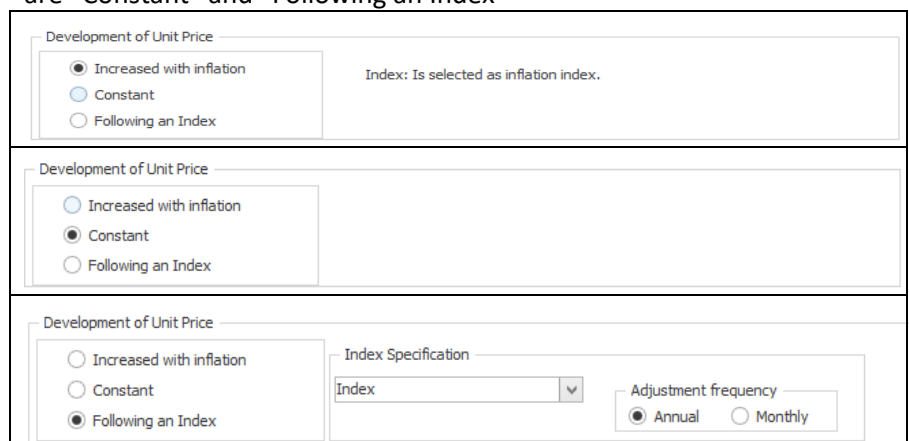 are "Constant" and "Following an Index"
Development of Unit Price
Increased with inflation
Index: Is selected as inflation index.
Constant
Following an Index
Development of Unit Price
Increased with inflation
Constant
Following an Index
Development of Unit Price
Increased with inflation
Index Specification
Constant
Index
Adjustment frequency
Following an Index
Annual
Monthly